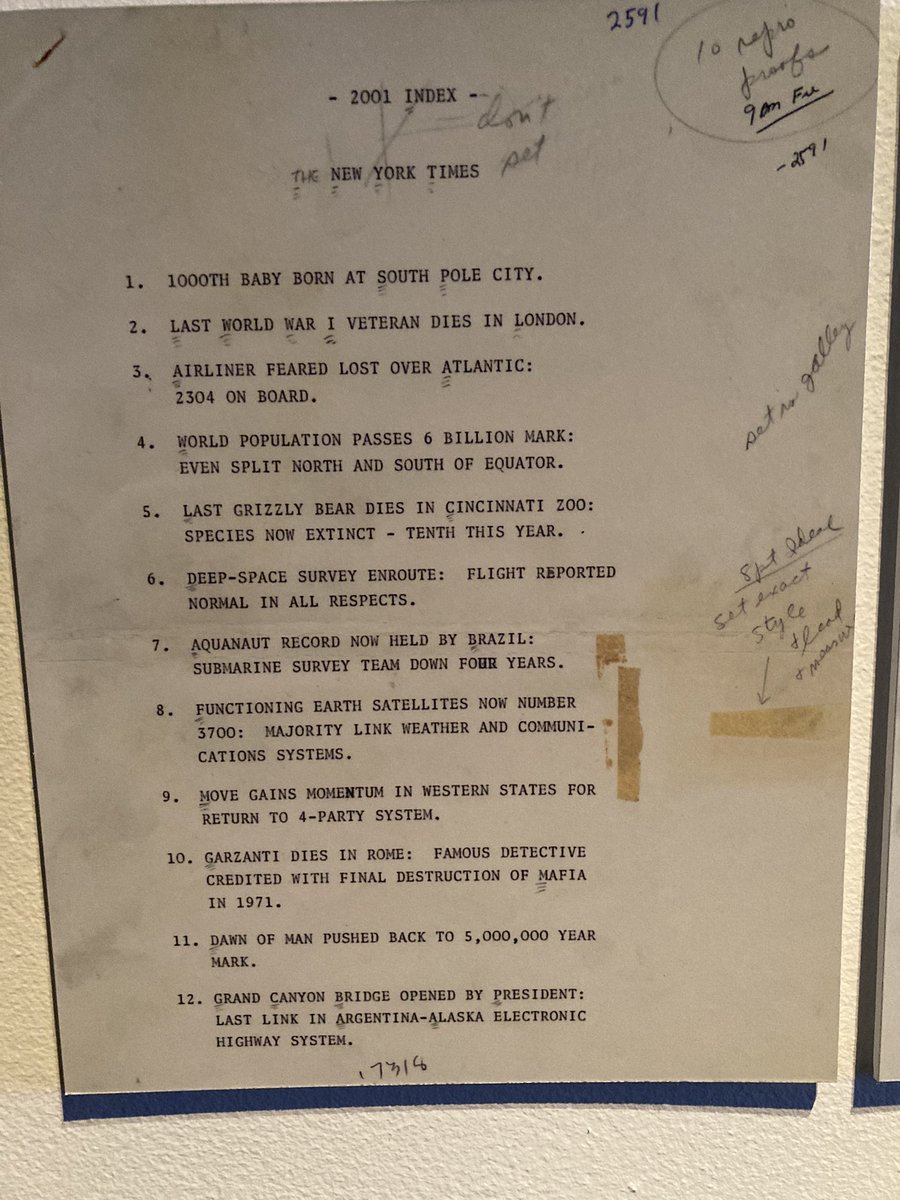 2591
10 repro
proofs
9am Fri
-2591
- 2001 INDEX -
don't
set
THE NEW YORK TIMES
1. 1000TH BABY BORN AT SOUTH POLE CITY.
2. LAST WORLD WAR I VETERAN DIES IN LONDON.
3. AIRLINER FEARED LOST OVER ATLANTIC:
2304 ON BOARD.
set in galley
4. WORLD POPULATION PASSES 6 BILLION MARK:
EVEN SPLIT NORTH AND SOUTH OF EQUATOR.
5. LAST GRIZZLY BEAR DIES IN CINCINNATI ZOO:
SPECIES NOW EXTINCT - TENTH THIS YEAR.
6. DEEP-SPACE SURVEY ENROUTE: FLIGHT REPORTED
NORMAL IN ALL RESPECTS.
8pt
set exact
style
+ lead
+ measure
7. AQUANAUT RECORD NOW HELD BY BRAZIL:
SUBMARINE SURVEY TEAM DOWN FOUR YEARS.
8. FUNCTIONING EARTH SATELLITES NOW NUMBER
3700: MAJORITY LINK WEATHER AND COMMUNI-
CATIONS SYSTEMS.
9. MOVE GAINS MOMENTUM IN WESTERN STATES FOR
RETURN TO 4-PARTY SYSTEM.
10. GARZANTI DIES IN ROME: FAMOUS DETECTIVE
CREDITED WITH FINAL DESTRUCTION OF MAFIA
IN 1971.
11. DAWN OF MAN PUSHED BACK TO 5,000,000 YEAR
MARK.
12. GRAND CANYON BRIDGE OPENED BY PRESIDENT:
LAST LINK IN ARGENTINA-ALASKA ELECTRONIC
HIGHWAY SYSTEM.
7318